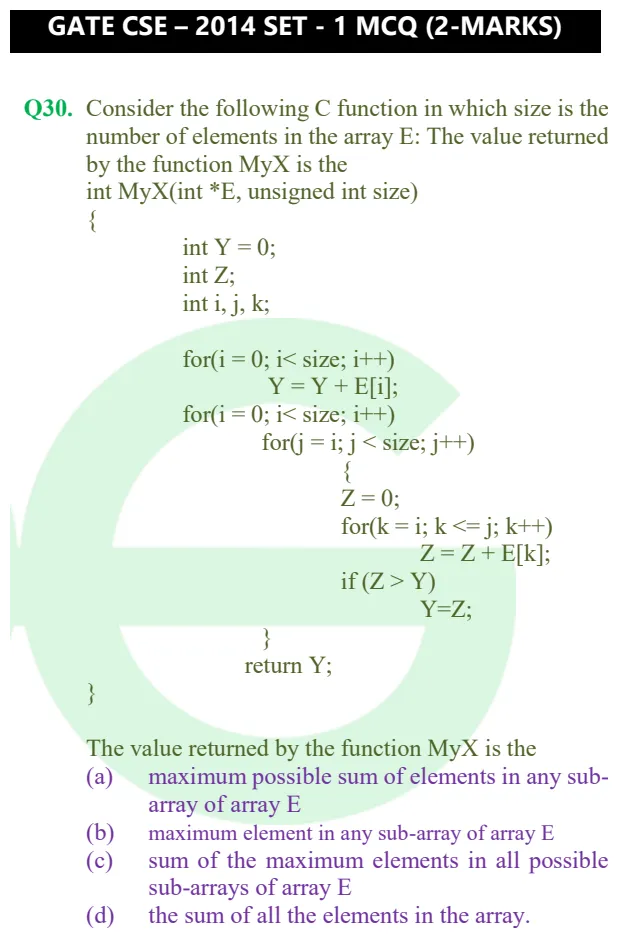 GATE CSE – 2014 SET - 1 MCQ (2-MARKS)
Q30. Consider the following C function in which size is the
number of elements in the array E: The value returned
by the function MyX is the
int MyX(int *E, unsigned int size)
{
int Y = 0;
int Z;
int i, j, k;
for(i = 0; i< size; i++)
Y = Y + E[i];
for(i = 0; i< size; i++)
for(j = i; j < size; j++)
{
Z = 0;
for(k = i; k <= j; k++)
Z = Z + E[k];
if (Z > Y)
Y=Z;
}
return Y;
}
The value returned by the function MyX is the
(a) maximum possible sum of elements in any sub-
array of array E
(b) maximum element in any sub-array of array E
(c) sum of the maximum elements in all possible
sub-arrays of array E
(d) the sum of all the elements in the array.